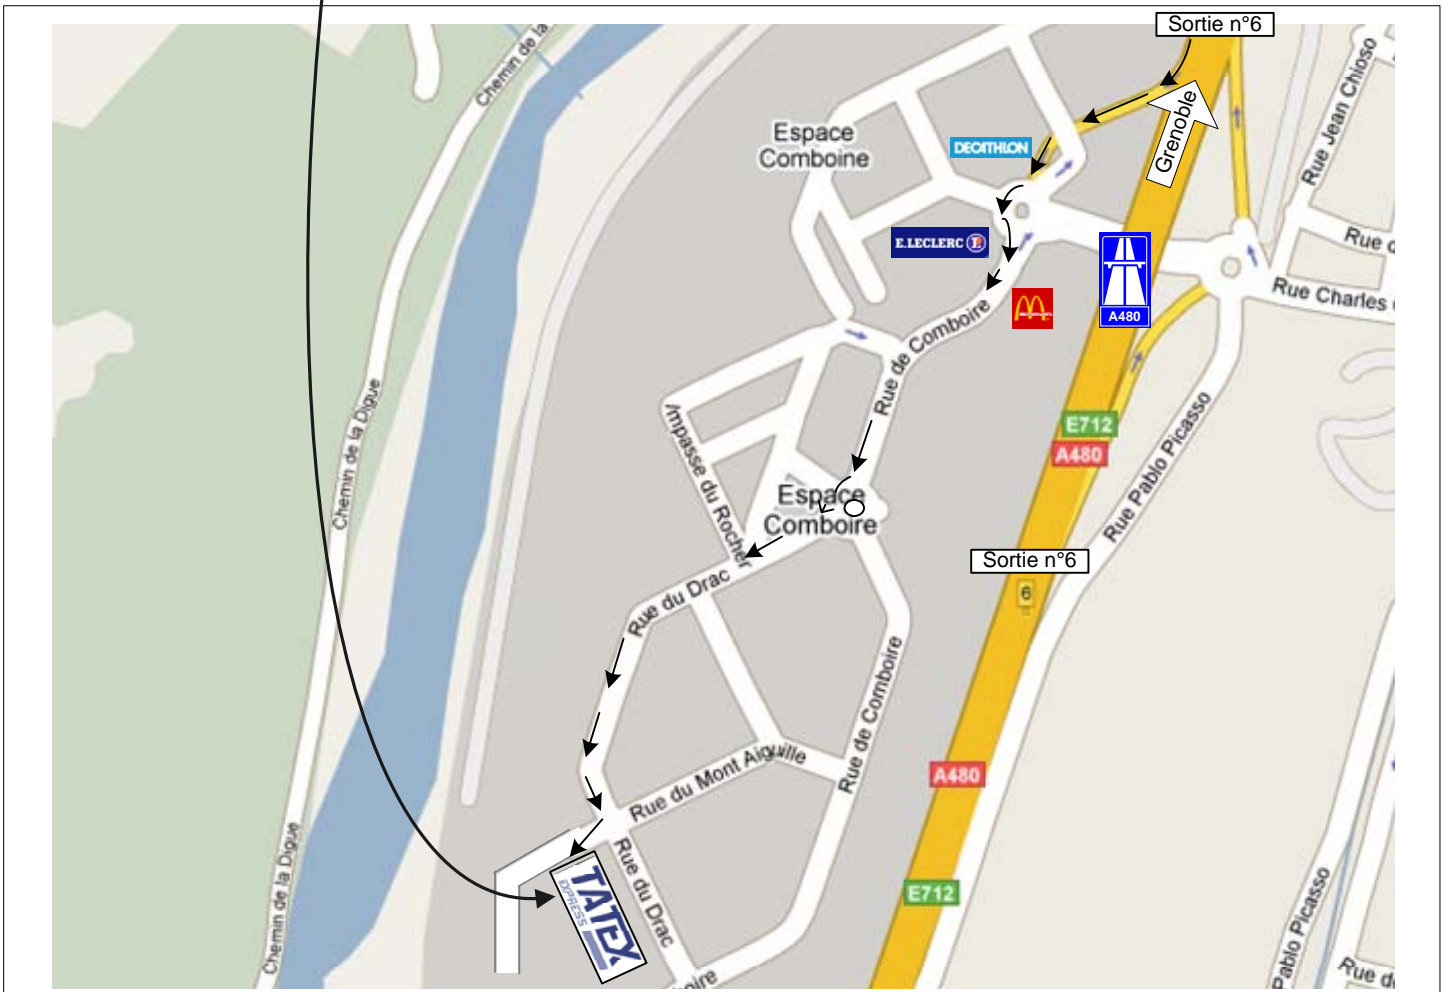 Sortie n°6
Chemin de la
Espace
Comboine
DECATHLON
Grenoble
Rue Jean Chioso
E.LECLERC
Rue d
Rue Charles
A480
Rue de Comboire
E712
A480
Chemin de la Digue
Impasse du Rocher
Rue Pablo Picasso
Espace
Comboire
Sortie n°6
6
Rue du Drac
Rue de Comboire
Rue du Mont Aiguille
A480
Chemin de la Digue
Rue du Drac
TATEX
EXPRESS
E712
Pablo Picasso
Rue d
oire